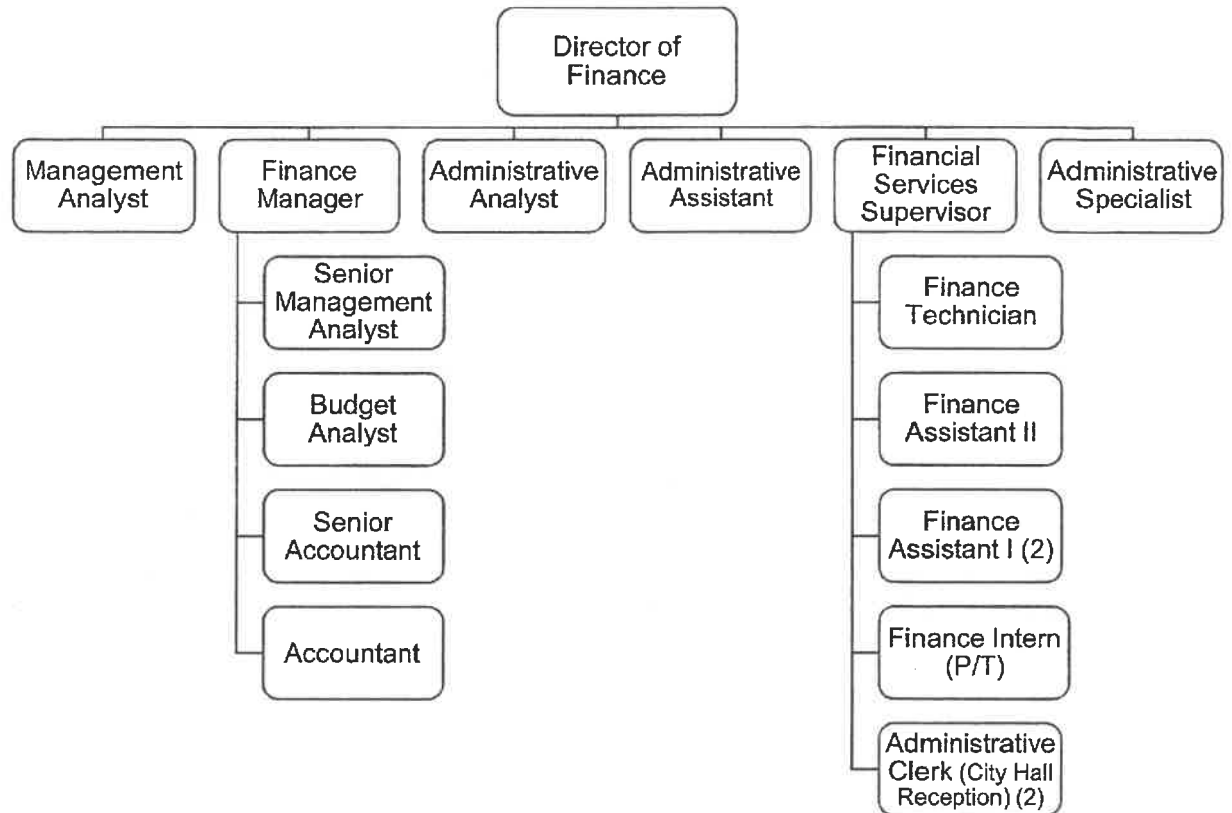 Director of
Finance
Management
Analyst
Finance
Manager
Administrative
Analyst
Administrative
Assistant
Financial
Services
Supervisor
Administrative
Specialist
Senior
Management
Analyst
Budget
Analyst
Senior
Accountant
Accountant
Finance
Technician
Finance
Assistant II
Finance
Assistant I (2)
Finance Intern
(P/T)
Administrative
Clerk (City Hall
Reception) (2)